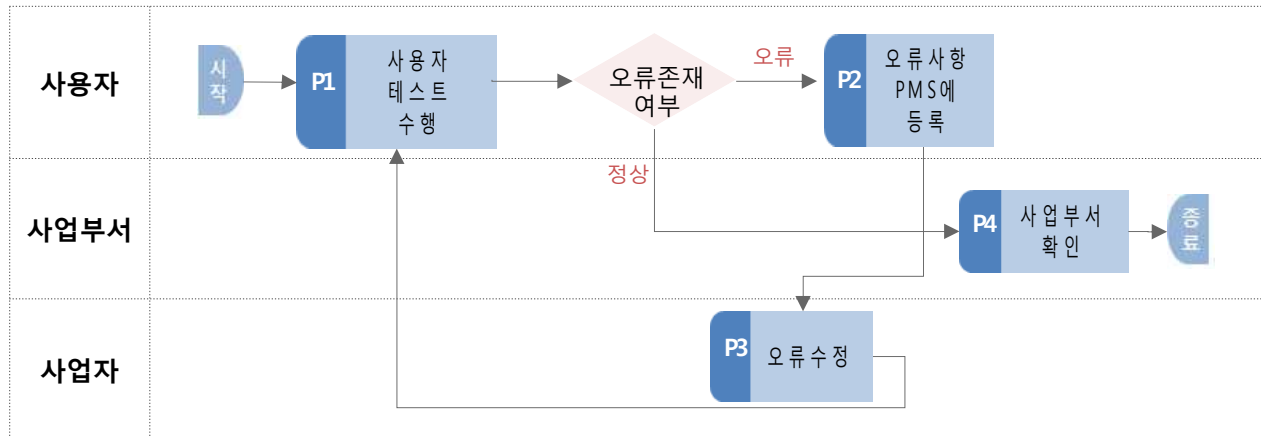 사용자
시
작
P1
사용자
테스트
수행
오류존재
여부
오류
P2
오류사항
PMS에
등록
정상
사업부서
P4
사업부서
확인
종
료
사업자
P3
오류수정